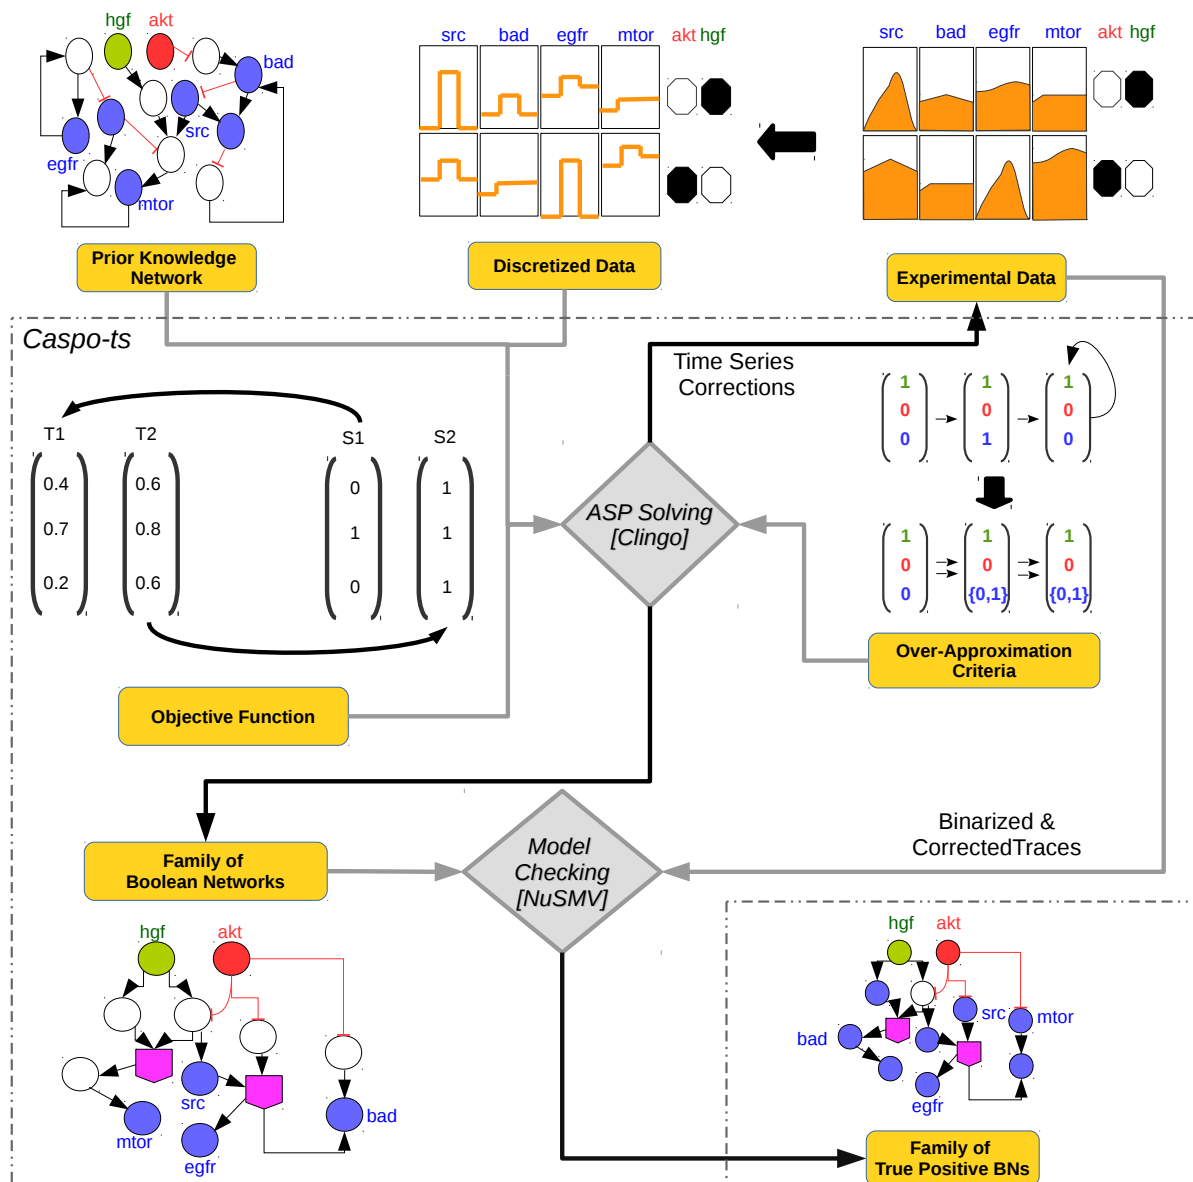 hgf akt
bad
src
egfr
mtor
Prior Knowledge
Network
src bad egfr mtor akt hgf
Discretized Data
src bad egfr mtor akt hgf
Experimental Data
Caspo-ts
Time Series
Corrections
T1 T2 S1 S2
0.4 0.6 0 1
0.7 0.8 1 1
0.2 0.6 0 1
1 1 1
0 0 0
0 1 0
1 1 1
0 0 0
0 {0,1} {0,1}
ASP Solving
[Clingo]
Over-Approximation
Criteria
Objective Function
Binarized &
CorrectedTraces
Model
Checking
[NuSMV]
Family of
Boolean Networks
hgf akt
src
bad
mtor
egfr
hgf akt
src mtor
bad
egfr
Family of
True Positive BNs